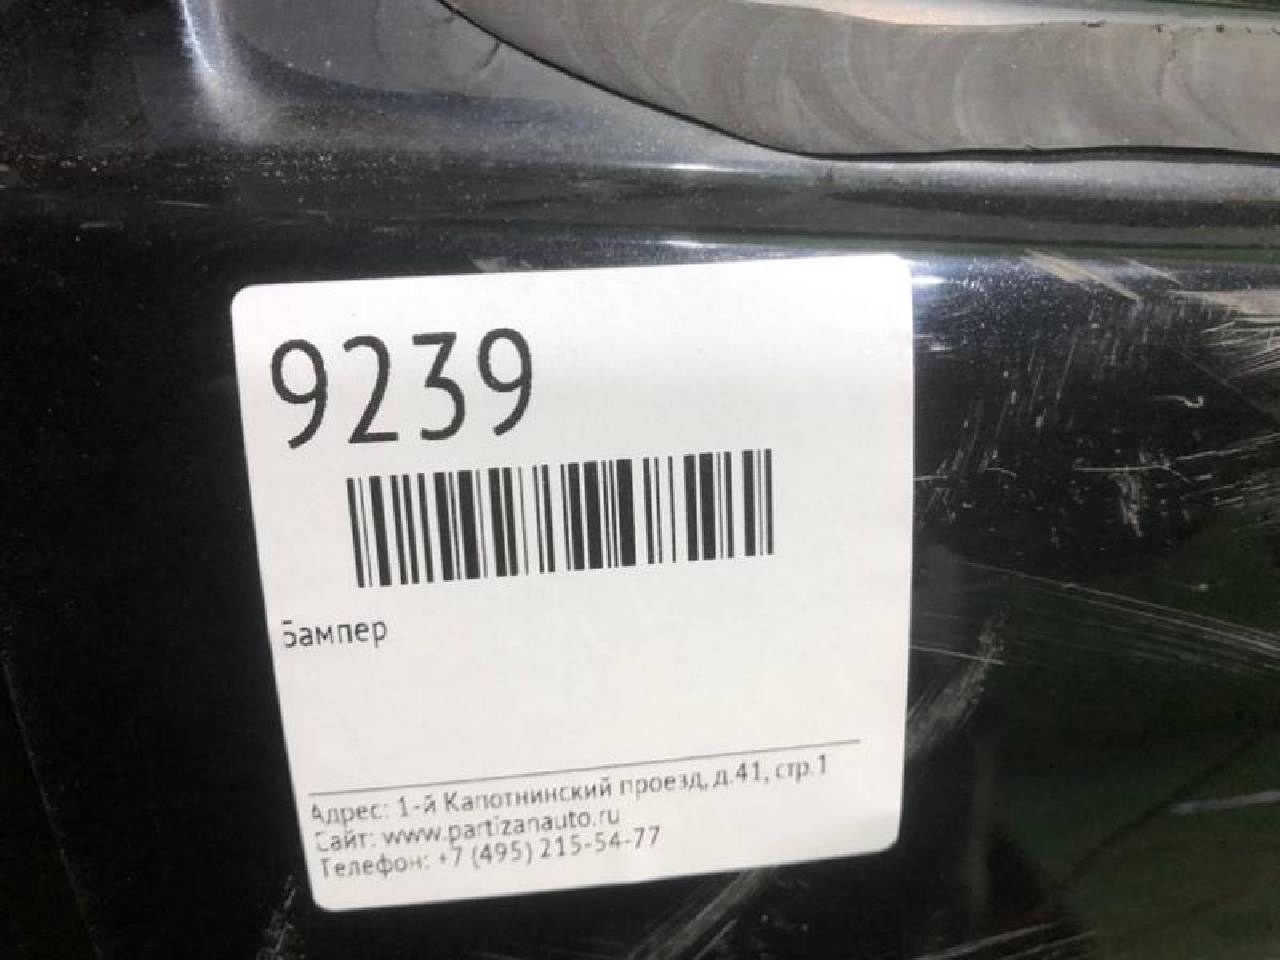 9239
Бампер
Адрес: 1-й Капотнинский проезд, д.41, стр.1
Сайт: www.partizanauto.ru
Телефон: +7 (495) 215-54-77